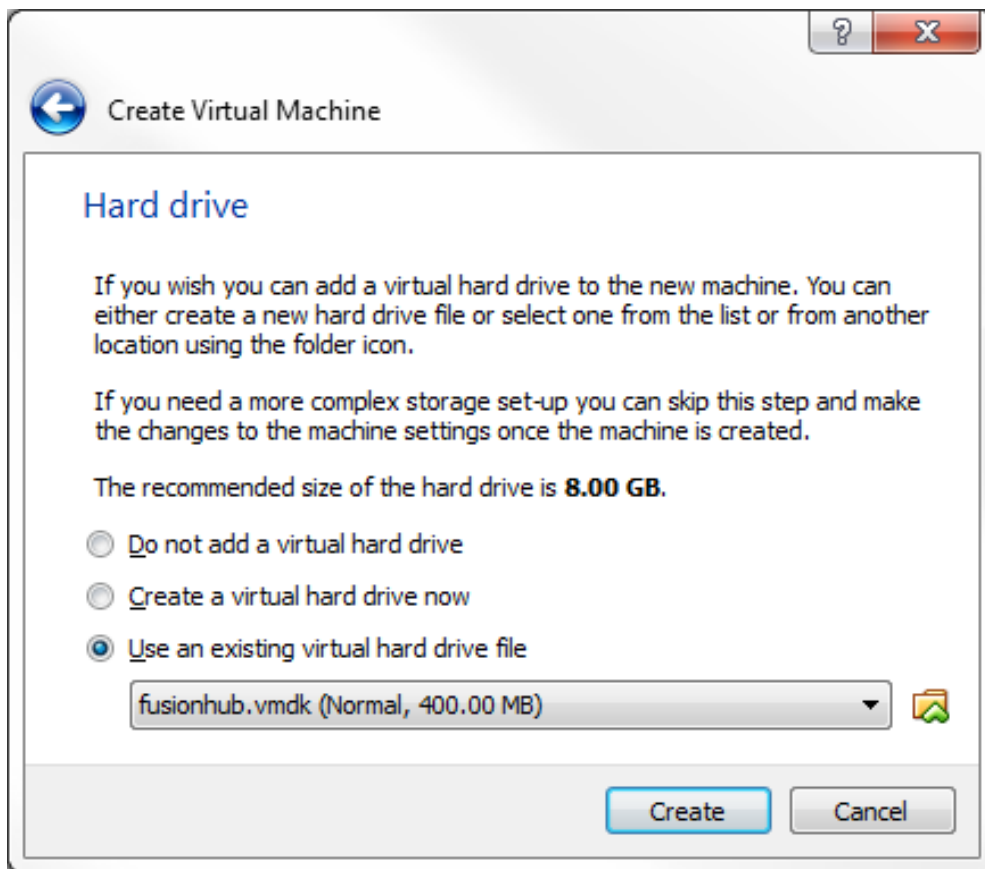 ?
Create Virtual Machine
Hard drive
If you wish you can add a virtual hard drive to the new machine. You can
either create a new hard drive file or select one from the list or from another
location using the folder icon.
If you need a more complex storage set-up you can skip this step and make
the changes to the machine settings once the machine is created.
The recommended size of the hard drive is 8.00 GB.
Do not add a virtual hard drive
Create a virtual hard drive now
Use an existing virtual hard drive file
fusionhub.vmdk (Normal, 400.00 MB)
Create Cancel